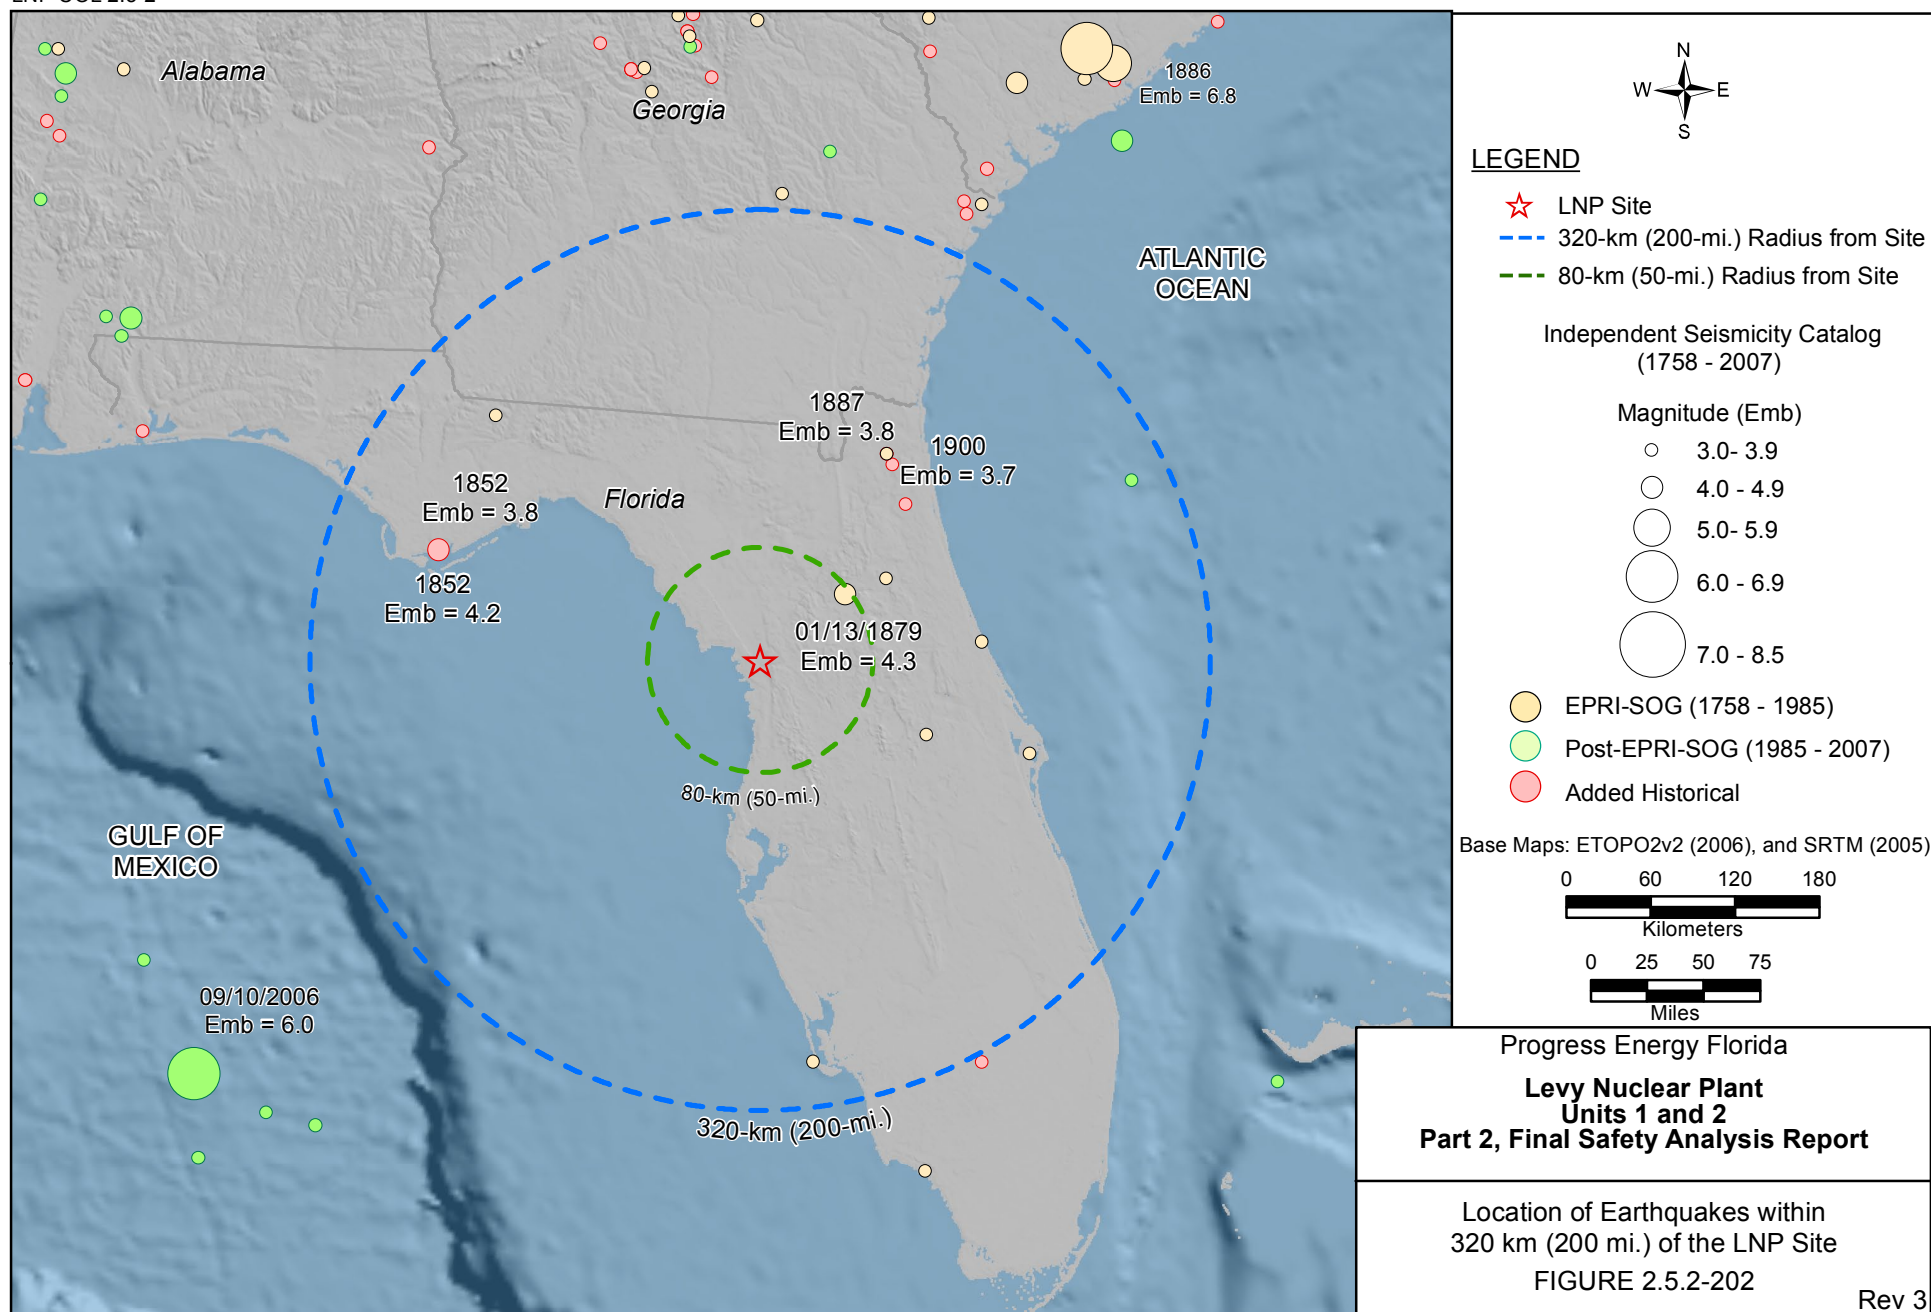 Alabama
Georgia
1886
Emb = 6.8
ATLANTIC
OCEAN
1887
Emb = 3.8
1900
Emb = 3.7
1852
Emb = 3.8
Florida
1852
Emb = 4.2
01/13/1879
Emb = 4.3
80-km (50-mi.)
GULF OF
MEXICO
09/10/2006
Emb = 6.0
320-km (200-mi.)
N
W E
S
LEGEND
LNP Site
320-km (200-mi.) Radius from Site
80-km (50-mi.) Radius from Site
Independent Seismicity Catalog
(1758 - 2007)
Magnitude (Emb)
3.0- 3.9
4.0 - 4.9
5.0 - 5.9
6.0 - 6.9
7.0 - 8.5
EPRI-SOG (1758 - 1985)
Post-EPRI-SOG (1985 - 2007)
Added Historical
Base Maps: ETOPO2v2 (2006), and SRTM (2005)
0 60 120 180
Kilometers
0 25 50 75
Miles
Progress Energy Florida
Levy Nuclear Plant
Units 1 and 2
Part 2, Final Safety Analysis Report
Location of Earthquakes within
320 km (200 mi.) of the LNP Site
FIGURE 2.5.2-202
Rev 3